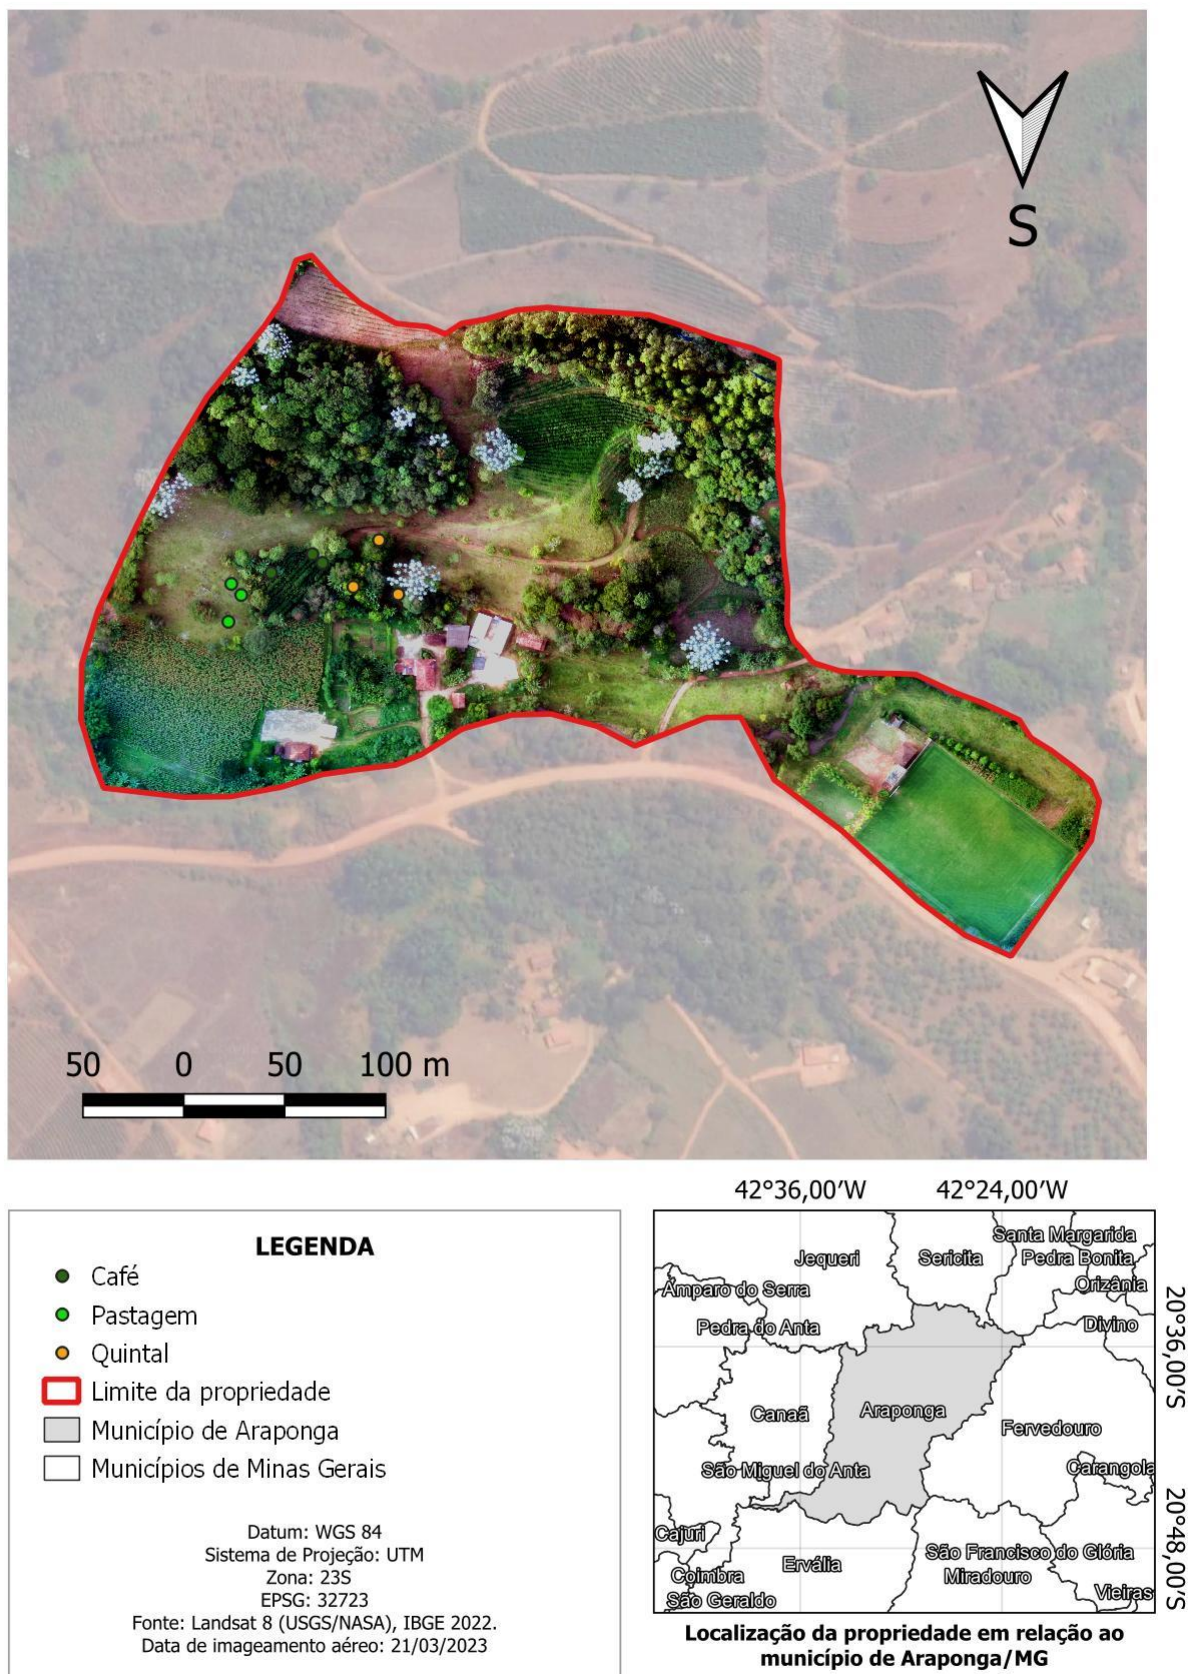 S
50 0 50 100 m
LEGENDA
Café
Pastagem
Quintal
Limite da propriedade
Município de Araponga
Municípios de Minas Gerais
Datum: WGS 84
Sistema de Projeção: UTM
Zona: 23S
EPSG: 32723
Fonte: Landsat 8 (USGS/NASA), IBGE 2022.
Data de imageamento aéreo: 21/03/2023
42°36,00'W 42°24,00'W
Santa Margarida
Jequeri Sericita Pedra Bonita
Orizânia
Amparo do Serra
Pedra do Anta Divino
20°36,00'S
Canaã Araponga
Fervedouro
São Miguel do Anta Carangola
Cajuri
São Francisco do Glória
Ervália
Coimbra Miradouro
20°48,00'S
São Geraldo Vieiras
Localização da propriedade em relação ao
município de Araponga/MG